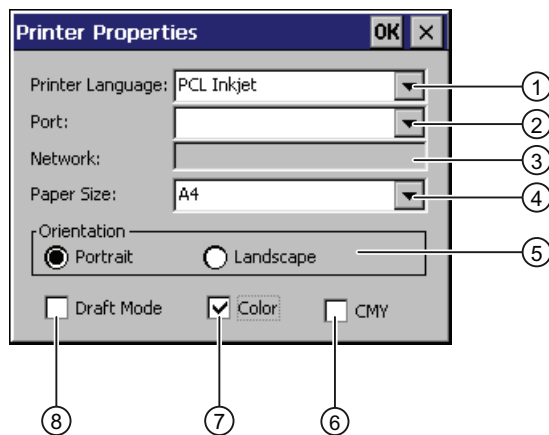 Printer Properties OK ×
Printer Language: PCL Inkjet 1
Port: 2
Network: 3
Paper Size: A4 4
Orientation
Portrait Landscape 5
Draft Mode Color CMY
8 7 6